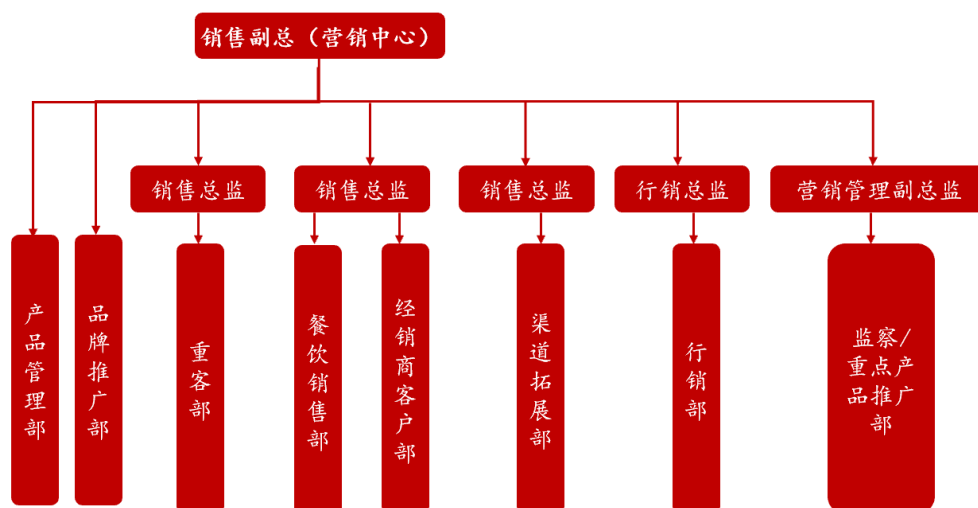 销售副总（营销中心）
销售总监
销售总监
销售总监
行销总监
营销管理副总监
产品管理部
品牌推广部
重客部
餐饮销售部
经销商客户部
渠道拓展部
行销部
监察/
重点产
品推广
部